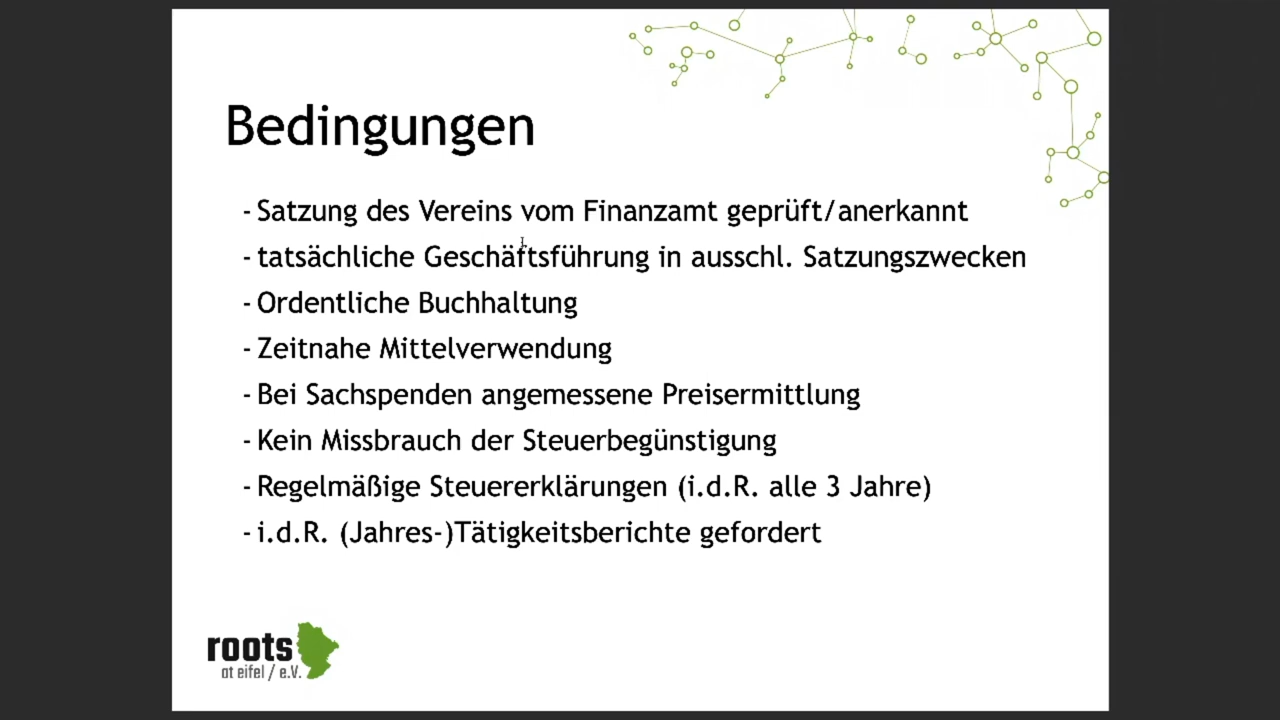 Bedingungen
- Satzung des Vereins vom Finanzamt geprüft/anerkannt
- tatsächliche Geschäftsführung in ausschl. Satzungszwecken
- Ordentliche Buchhaltung
- Zeitnahe Mittelverwendung
- Bei Sachspenden angemessene Preisermittlung
- Kein Missbrauch der Steuerbegünstigung
- Regelmäßige Steuererklärungen (i.d.R. alle 3 Jahre)
- i.d.R. (Jahres-)Tätigkeitsberichte gefordert
roots
at eifel / e.V.